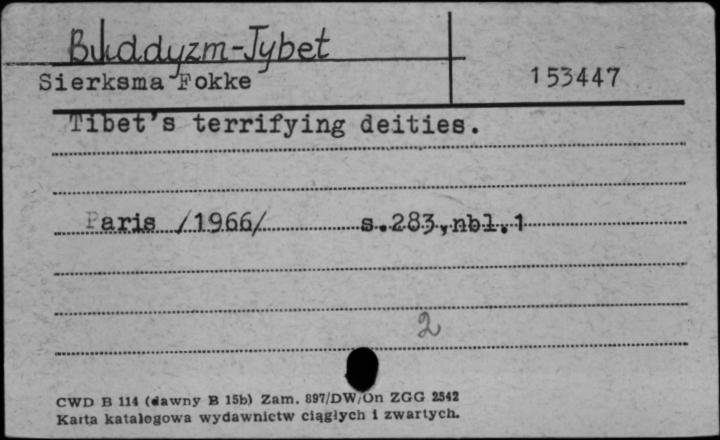 Buddyzm-Tybet
Sierksma Fokke 153447
Tibet's terrifying deities.
Paris /1966/ s.283,nbl.1
2
CWD B 114 (dawny B 15b) Zam. 897/DW/On ZGG 2542
Karta katalogowa wydawnictw ciągłych i zwartych.